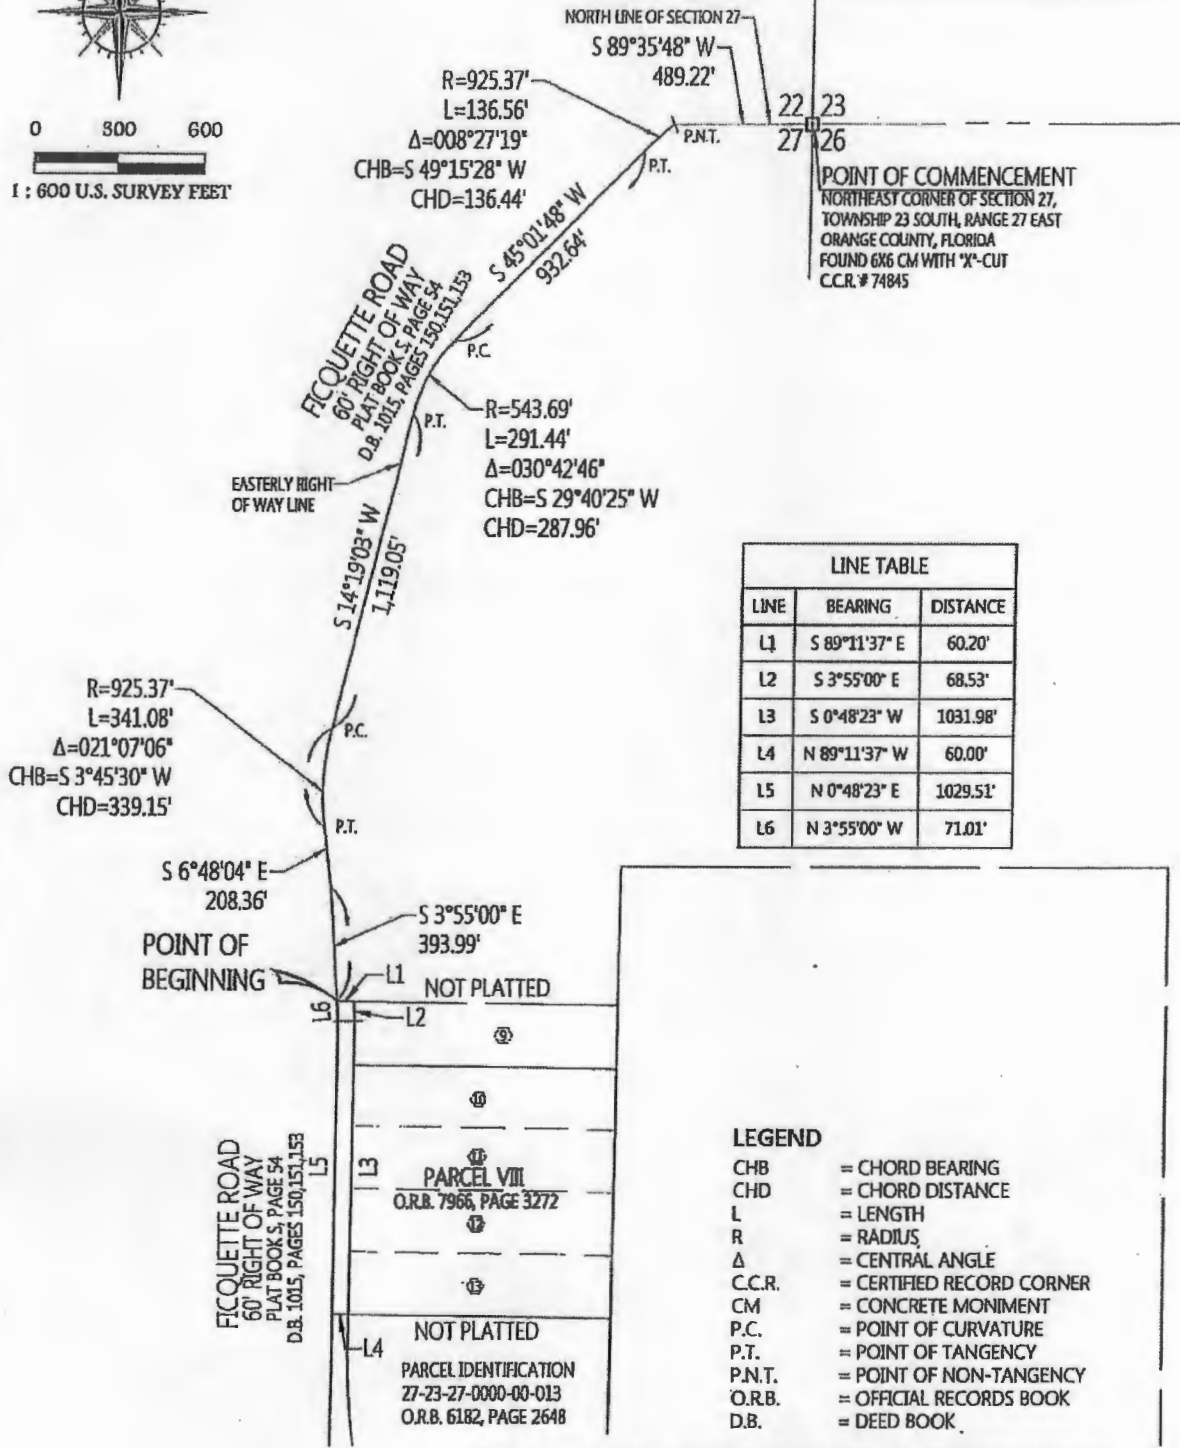 0 300 600
1 : 600 U.S. SURVEY FEET
NORTH LINE OF SECTION 27
S 89°35'48" W
489.22'
22 23
27 26
P.N.T.
POINT OF COMMENCEMENT
NORTHEAST CORNER OF SECTION 27,
TOWNSHIP 23 SOUTH, RANGE 27 EAST
ORANGE COUNTY, FLORIDA
FOUND 6X6 CM WITH "X"-CUT
C.C.R. # 74845
R=925.37'
L=136.56'
Δ=008°27'19"
CHB=S 49°15'28" W
CHD=136.44'
P.T.
S 45°01'48" W
932.64'
FICQUETTE ROAD
60' RIGHT OF WAY
PLAT BOOK S, PAGE 54
D.B. 1015, PAGES 150,151,153
P.C.
R=543.69'
L=291.44'
Δ=030°42'46"
CHB=S 29°40'25" W
CHD=287.96'
P.T.
EASTERLY RIGHT
OF WAY LINE
S 14°19'03" W
1,119.05'
LINE TABLE
LINE BEARING DISTANCE
L1 S 89°11'37" E 60.20'
L2 S 3°55'00" E 68.53'
L3 S 0°48'23" W 1031.98'
L4 N 89°11'37" W 60.00'
L5 N 0°48'23" E 1029.51'
L6 N 3°55'00" W 71.01'
R=925.37'
L=341.08'
Δ=021°07'06"
CHB=S 3°45'30" W
CHD=339.15'
P.C.
P.T.
S 6°48'04" E
208.36'
S 3°55'00" E
393.99'
POINT OF
BEGINNING
L1
NOT PLATTED
L6
L2
9
10
11
PARCEL VIII
O.R.B. 7966, PAGE 3272
12
13
L5
L3
FICQUETTE ROAD
60' RIGHT OF WAY
PLAT BOOK S, PAGE 54
D.B. 1015, PAGES 150,151,153
L4
NOT PLATTED
PARCEL IDENTIFICATION
27-23-27-0000-00-013
O.R.B. 6182, PAGE 2648
LEGEND
CHB = CHORD BEARING
CHD = CHORD DISTANCE
L = LENGTH
R = RADIUS
Δ = CENTRAL ANGLE
C.C.R. = CERTIFIED RECORD CORNER
CM = CONCRETE MONIMENT
P.C. = POINT OF CURVATURE
P.T. = POINT OF TANGENCY
P.N.T. = POINT OF NON-TANGENCY
O.R.B. = OFFICIAL RECORDS BOOK
D.B. = DEED BOOK